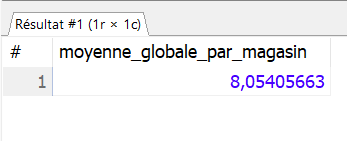 Résultat #1 (1r × 1c)
# moyenne_globale_par_magasin
1 8,05405663